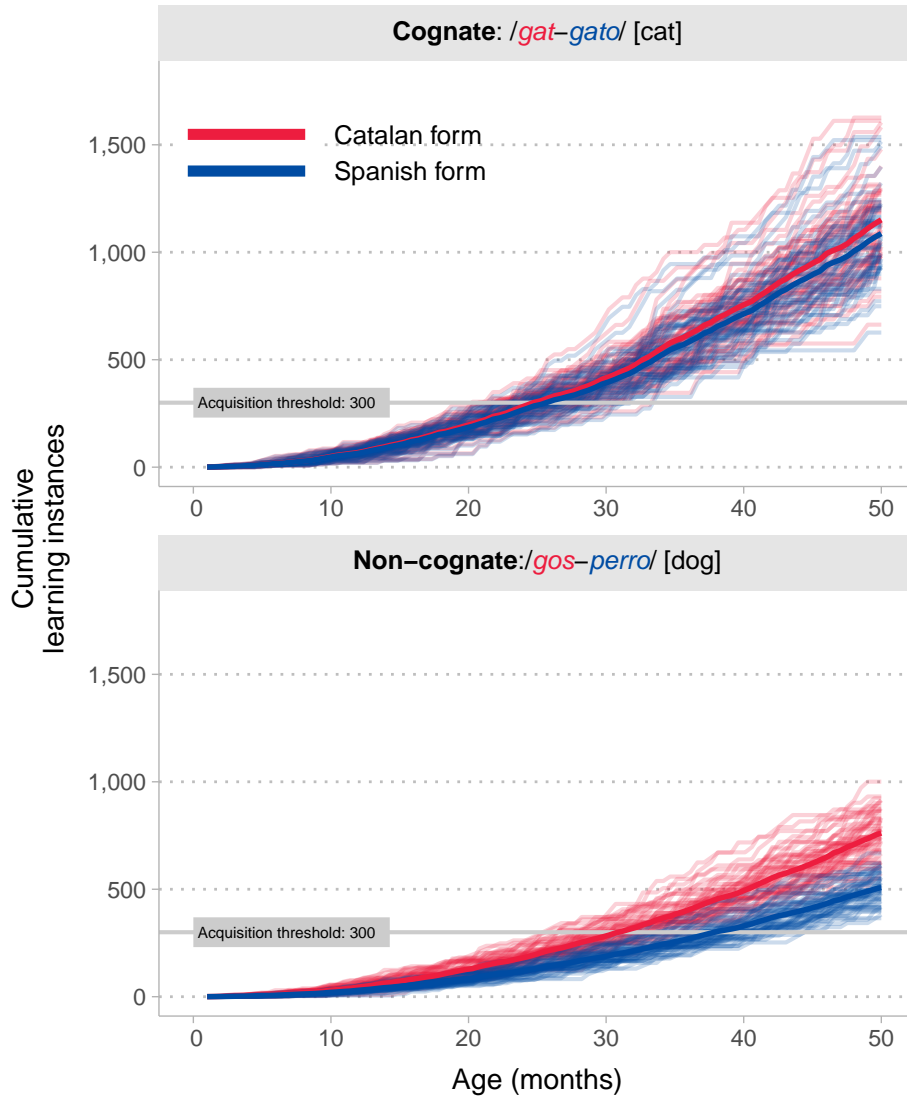 Cognate: /gat–gato/ [cat]
Catalan form
Spanish form
1,500
1,000
500
0
Acquisition threshold: 300
0 10 20 30 40 50
Cumulative
learning instances
Non–cognate:/gos–perro/ [dog]
1,500
1,000
500
0
Acquisition threshold: 300
0 10 20 30 40 50
Age (months)